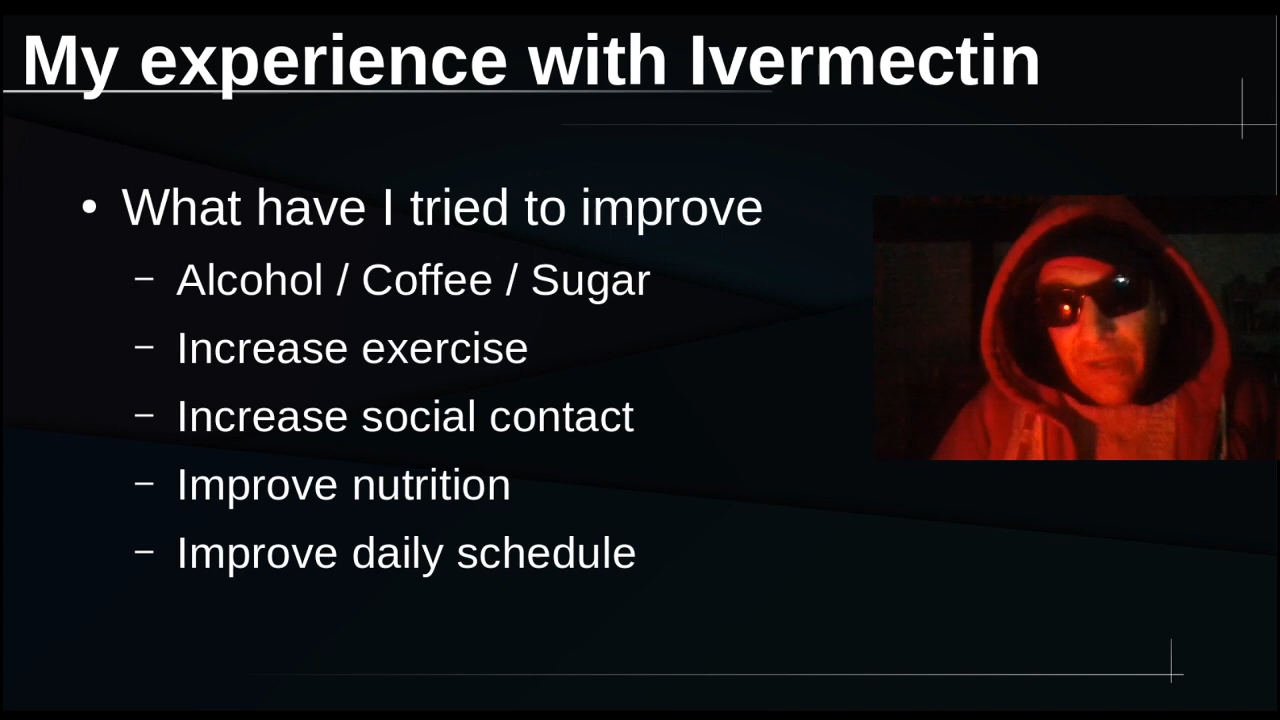 My experience with Ivermectin
• What have I tried to improve
– Alcohol / Coffee / Sugar
– Increase exercise
– Increase social contact
– Improve nutrition
– Improve daily schedule